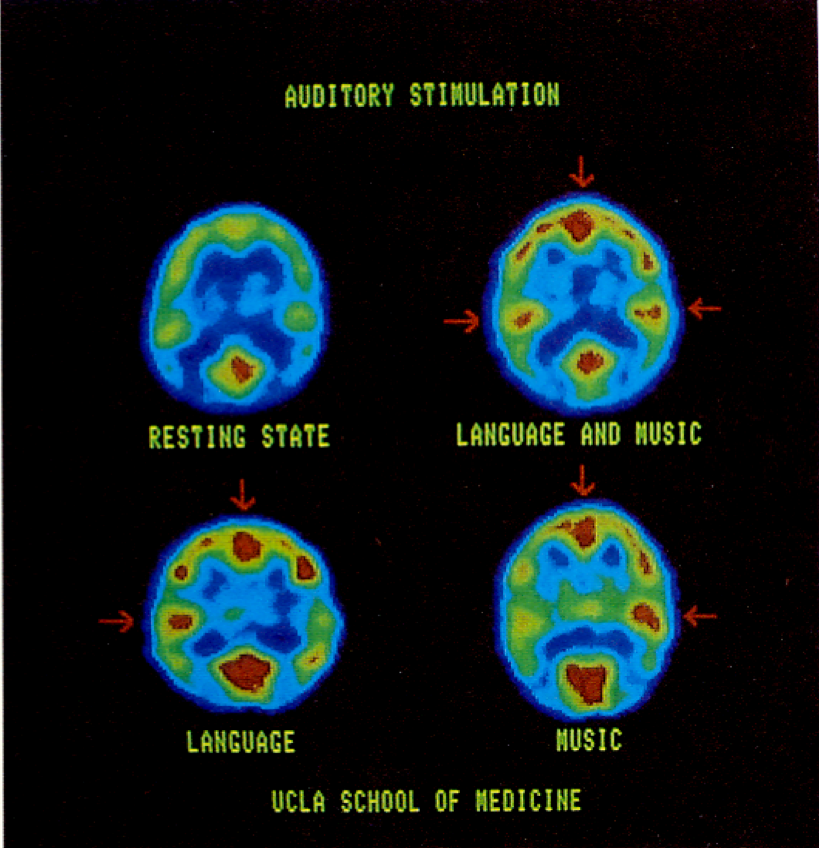 AUDITORY STIMULATION
RESTING STATE
LANGUAGE AND MUSIC
LANGUAGE
MUSIC
UCLA SCHOOL OF MEDICINE